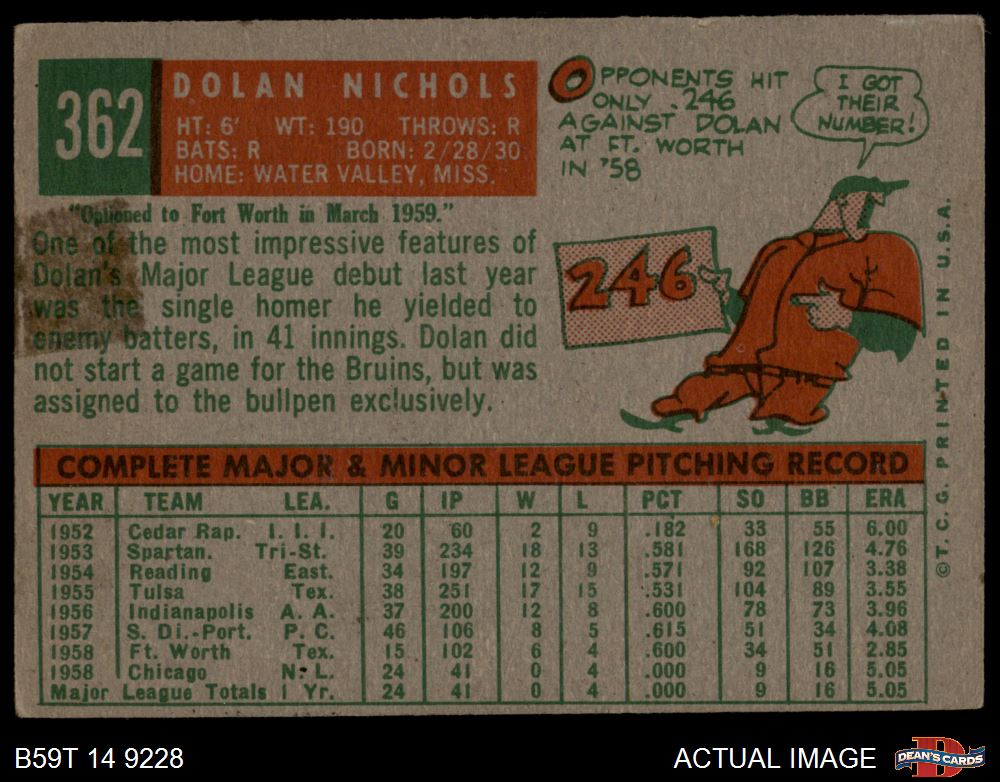 362
DOLAN NICHOLS
HT: 6' WT: 190 THROWS: R
BATS: R BORN: 2/28/30
HOME: WATER VALLEY, MISS.
"Optioned to Fort Worth in March 1959."
One of the most impressive features of
Dolan's Major League debut last year
was the single homer he yielded to
enemy batters, in 41 innings. Dolan did
not start a game for the Bruins, but was
assigned to the bullpen exclusively.
OPPONENTS HIT
ONLY .246
AGAINST DOLAN
AT FT. WORTH
IN '58
I GOT
THEIR
NUMBER!
246
COMPLETE MAJOR & MINOR LEAGUE PITCHING RECORD
YEAR TEAM LEA. G IP W L PCT SO BB ERA
1952 Cedar Rap. I. I. I. 20 60 2 9 .182 33 55 6.00
1953 Spartan. Tri-St. 39 234 18 13 .581 168 126 4.76
1954 Reading East. 34 197 12 9 .571 92 107 3.38
1955 Tulsa Tex. 38 251 17 15 .531 104 89 3.55
1956 Indianapolis A. A. 37 200 12 8 .600 78 73 3.96
1957 S. Di.-Port. P. C. 46 106 8 5 .615 51 34 4.08
1958 Ft. Worth Tex. 15 102 6 4 .600 34 51 2.85
1958 Chicago N. L. 24 41 0 4 .000 9 16 5.05
Major League Totals 1 Yr. 24 41 0 4 .000 9 16 5.05
©T. C. G. PRINTED IN U.S.A.
B59T 14 9228
ACTUAL IMAGE
D
DEAN'S CARDS